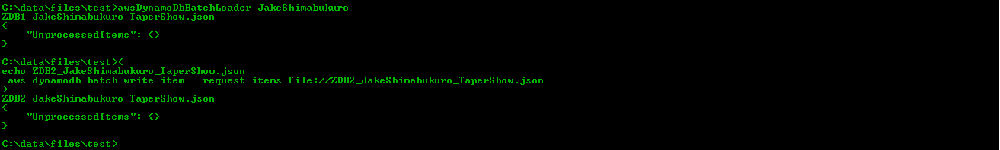 C:\data\files\test>awsDynamoDbBatchLoader JakeShimabukuro
ZDB1_JakeShimabukuro_TaperShow.json
{
    "UnprocessedItems": {}
}

C:\data\files\test>(
echo ZDB2_JakeShimabukuro_TaperShow.json
 aws dynamodb batch-write-item --request-items file://ZDB2_JakeShimabukuro_TaperShow.json
)
ZDB2_JakeShimabukuro_TaperShow.json
{
    "UnprocessedItems": {}
}

C:\data\files\test>